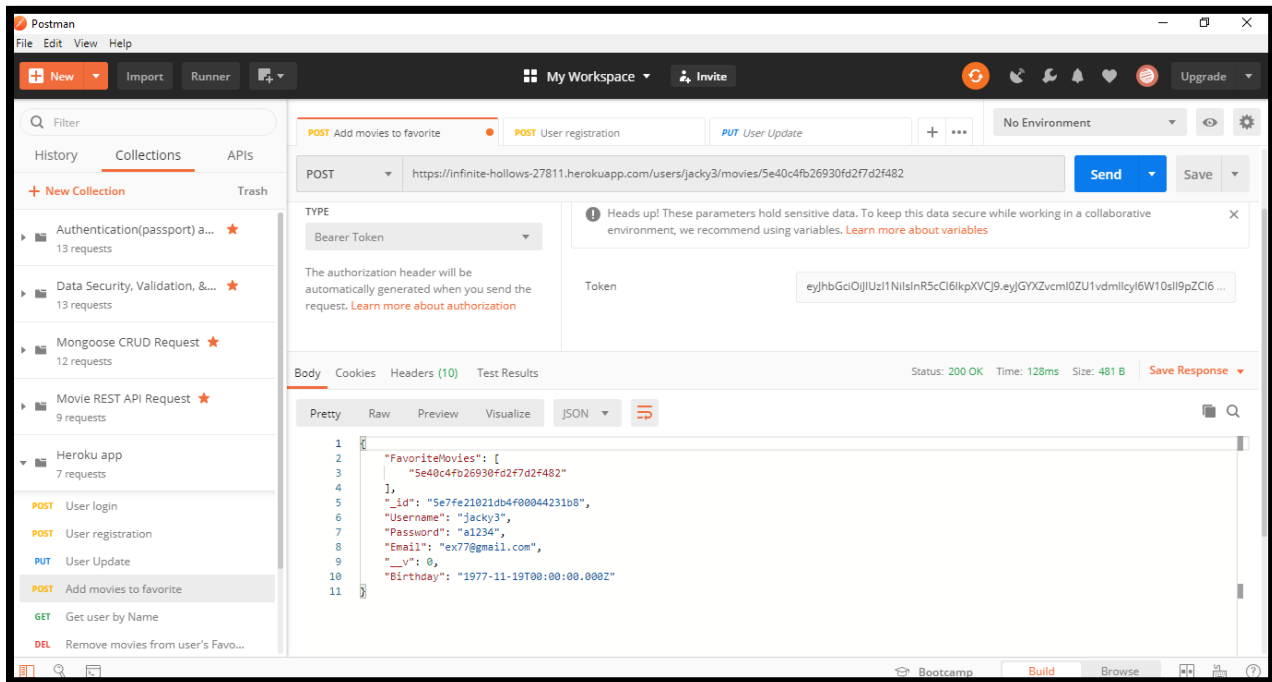 Postman
File Edit View Help
New Import Runner My Workspace Invite Upgrade
Filter
History Collections APIs
+ New Collection Trash
Authentication(passport) a...
13 requests
Data Security, Validation, &...
13 requests
Mongoose CRUD Request
12 requests
Movie REST API Request
9 requests
Heroku app
7 requests
POST User login
POST User registration
PUT User Update
POST Add movies to favorite
GET Get user by Name
DEL Remove movies from user's Favo...
POST Add movies to favorite POST User registration PUT User Update + ••• No Environment
POST https://infinite-hollows-27811.herokuapp.com/users/jacky3/movies/5e40c4fb26930fd2f7d2f482 Send Save
TYPE
Bearer Token
The authorization header will be
automatically generated when you send the
request. Learn more about authorization
Heads up! These parameters hold sensitive data. To keep this data secure while working in a collaborative
environment, we recommend using variables. Learn more about variables
Token
Body Cookies Headers (10) Test Results Status: 200 OK Time: 128ms Size: 481 B Save Response
Pretty Raw Preview Visualize JSON
1 {
2 "FavoriteMovies": [
3 "5e40c4fb26930fd2f7d2f482"
4 ],
5 "_id": "5e7fe21021db4f00044231b8",
6 "Username": "jacky3",
7 "Password": "a1234",
8 "Email": "ex77@gmail.com",
9 "__v": 0,
10 "Birthday": "1977-11-19T00:00:00.000Z"
11 }
Bootcamp Build Browse